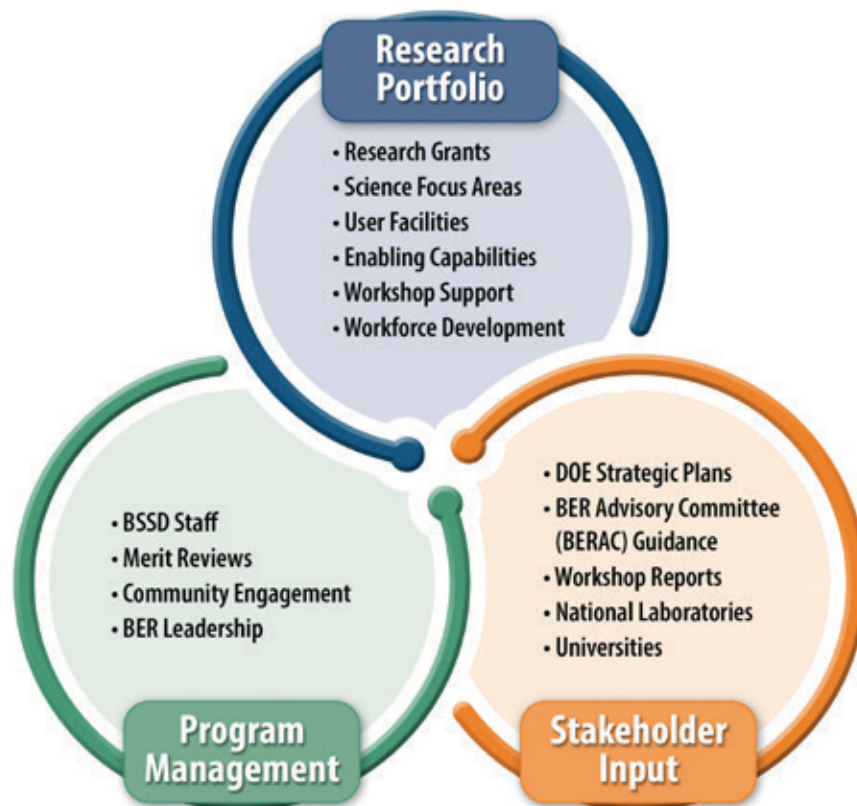 Research
Portfolio
• Research Grants
• Science Focus Areas
• User Facilities
• Enabling Capabilities
• Workshop Support
• Workforce Development
• BSSD Staff
• Merit Reviews
• Community Engagement
• BER Leadership
Program
Management
• DOE Strategic Plans
• BER Advisory Committee
(BERAC) Guidance
• Workshop Reports
• National Laboratories
• Universities
Stakeholder
Input